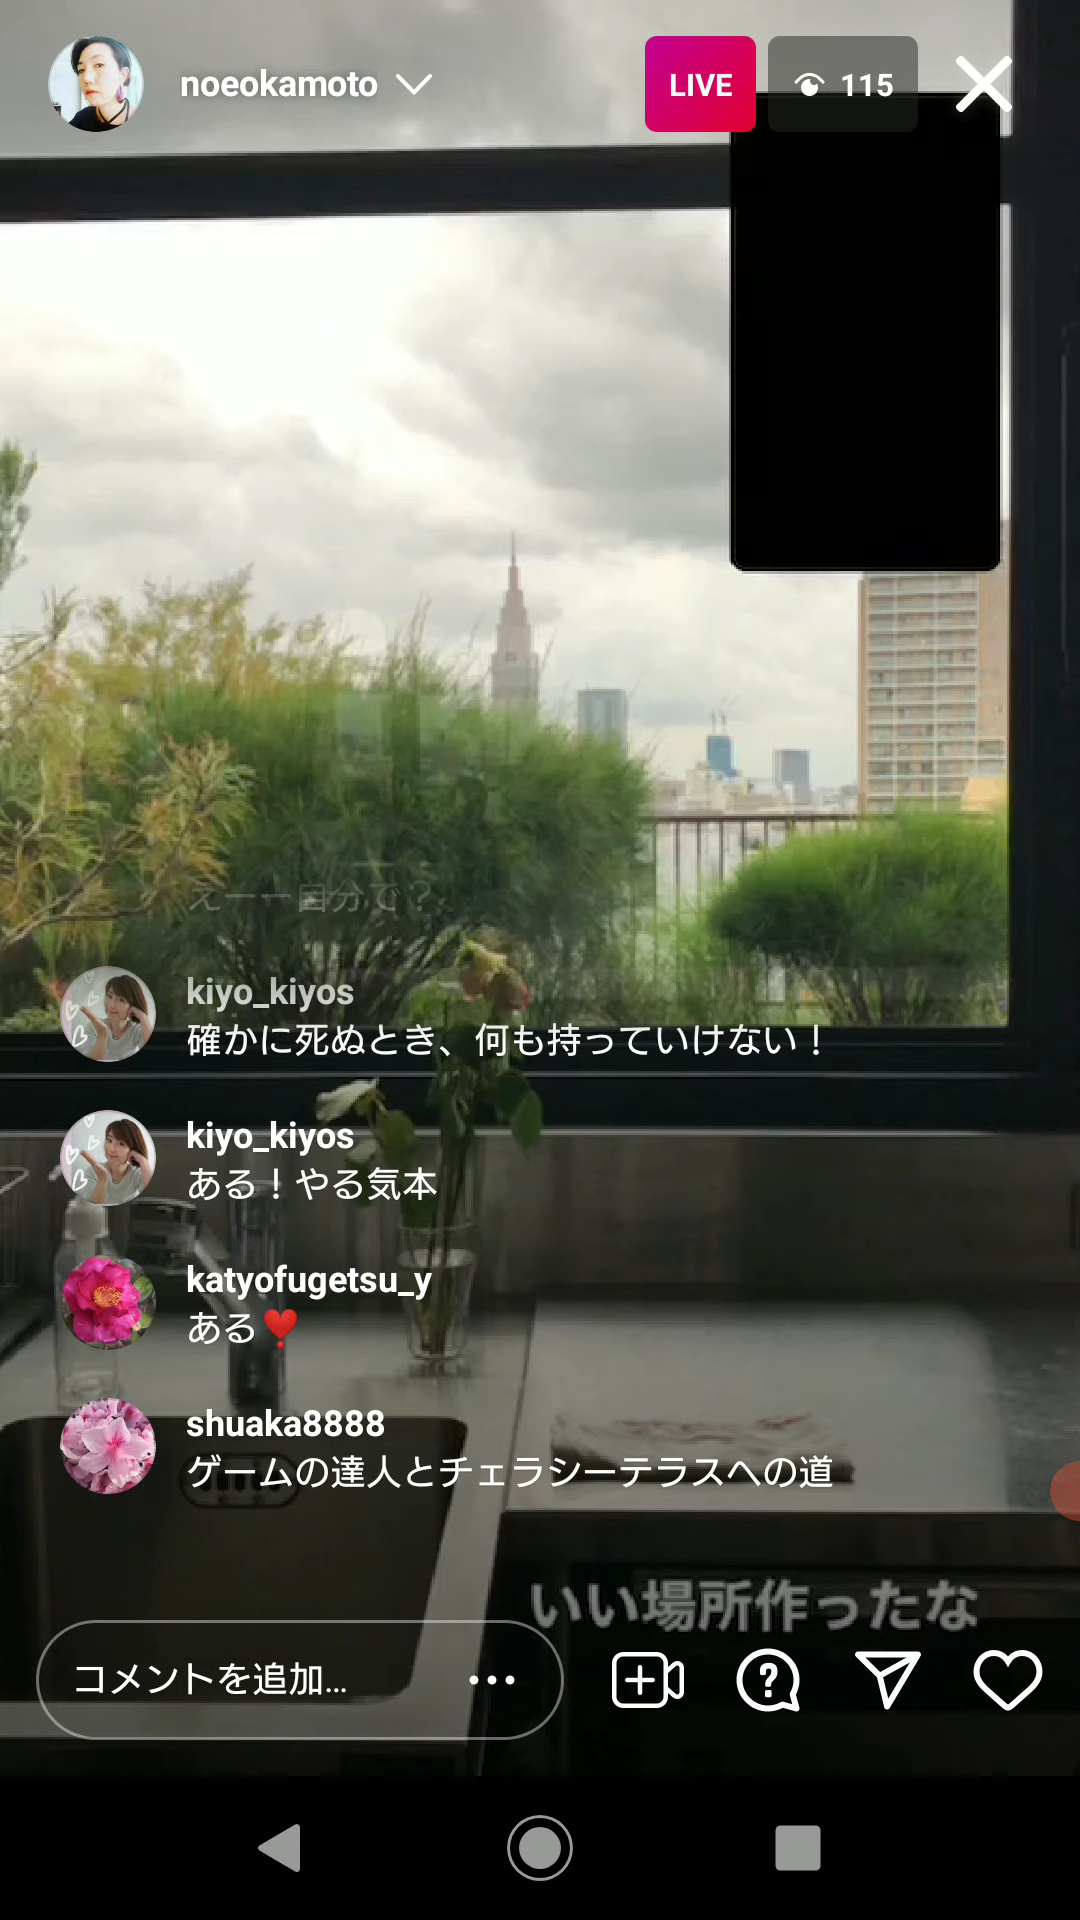 noeokamoto
LIVE
115
えーー自分で？
kiyo_kiyos
確かに死ぬとき、何も持っていけない！
kiyo_kiyos
ある！やる気本
katyofugetsu_y
ある❣️
shuaka8888
ゲームの達人とチェラシーテラスへの道
いい場所作ったな
コメントを追加...